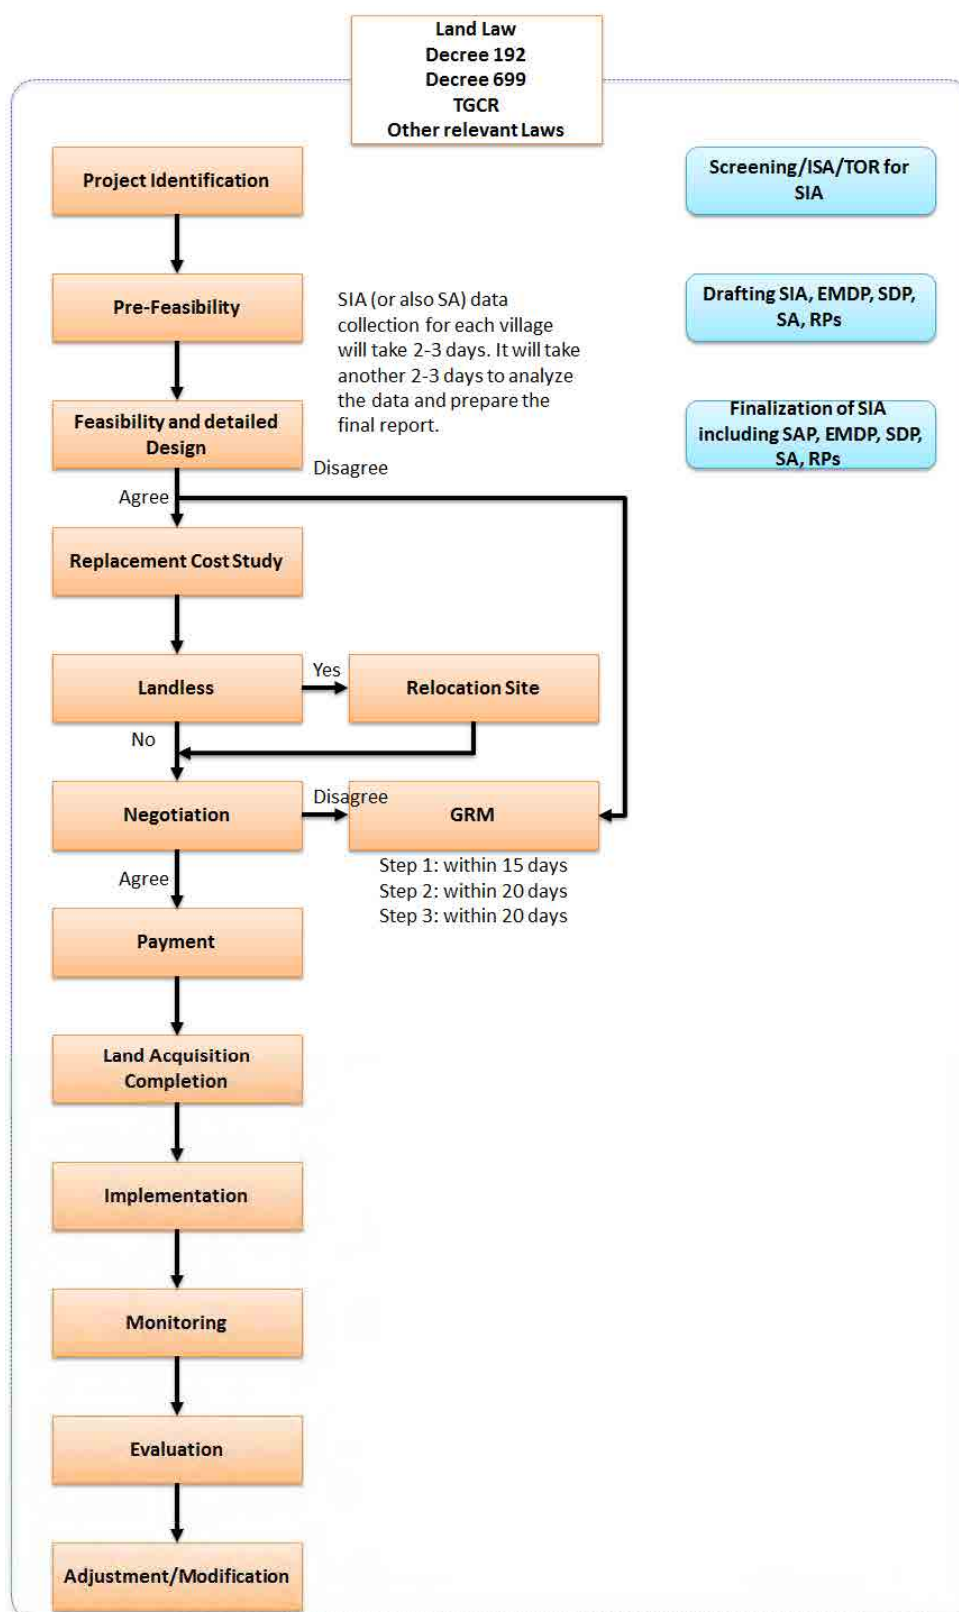 Land Law
Decree 192
Decree 699
TGCR
Other relevant Laws
Project Identification
Screening/ISA/TOR for
SIA
Pre-Feasibility
SIA (or also SA) data
collection for each village
will take 2-3 days. It will take
another 2-3 days to analyze
the data and prepare the
final report.
Drafting SIA, EMDP, SDP,
SA, RPs
Feasibility and detailed
Design
Finalization of SIA
including SAP, EMDP, SDP,
SA, RPs
Disagree
Agree
Replacement Cost Study
Landless
Yes
Relocation Site
No
Negotiation
Disagree
GRM
Step 1: within 15 days
Step 2: within 20 days
Step 3: within 20 days
Agree
Payment
Land Acquisition
Completion
Implementation
Monitoring
Evaluation
Adjustment/Modification